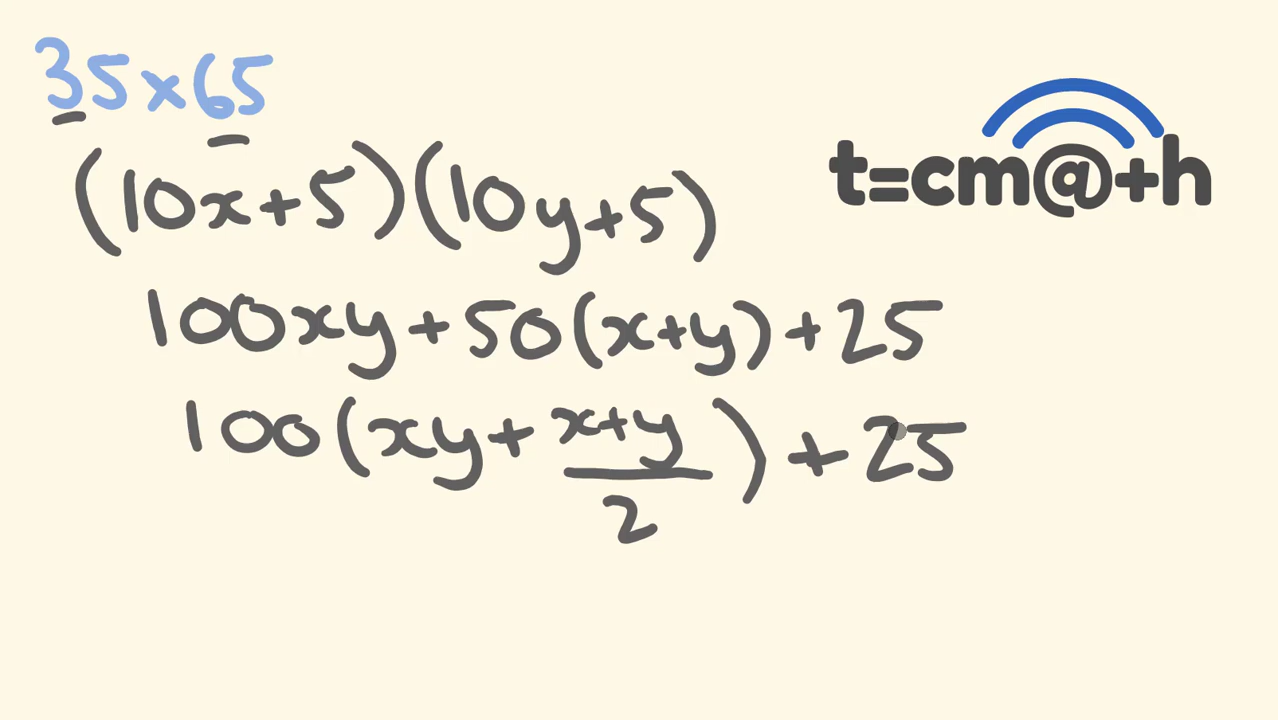 35×65
t=cm@+h
(10x+5)(10y+5)
100xy+50(x+y)+25
100(xy+x+y/2)+25